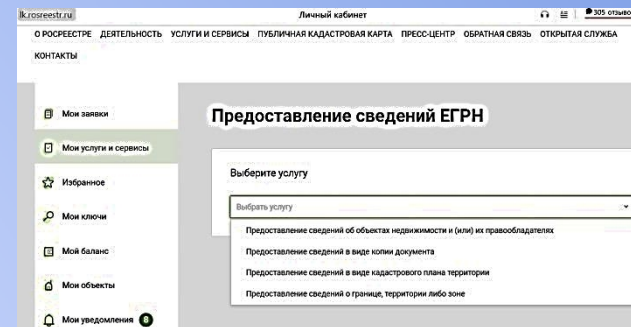 lk.rosreestr.ru Личный кабинет 305 отзыво
О РОСРЕЕСТРЕ ДЕЯТЕЛЬНОСТЬ УСЛУГИ И СЕРВИСЫ ПУБЛИЧНАЯ КАДАСТРОВАЯ КАРТА ПРЕСС-ЦЕНТР ОБРАТНАЯ СВЯЗЬ ОТКРЫТАЯ СЛУЖБА
КОНТАКТЫ
Мои заявки
Предоставление сведений ЕГРН
Мои услуги и сервисы
Выберите услугу
Избранное
Выбрать услугу
Мои ключи
Предоставление сведений об объектах недвижимости и (или) их правообладателях
Предоставление сведений в виде копии документа
Мой баланс
Предоставление сведений в виде кадастрового плана территории
Мои объекты
Предоставление сведений о границе, территории либо зоне
Мои уведомления 8